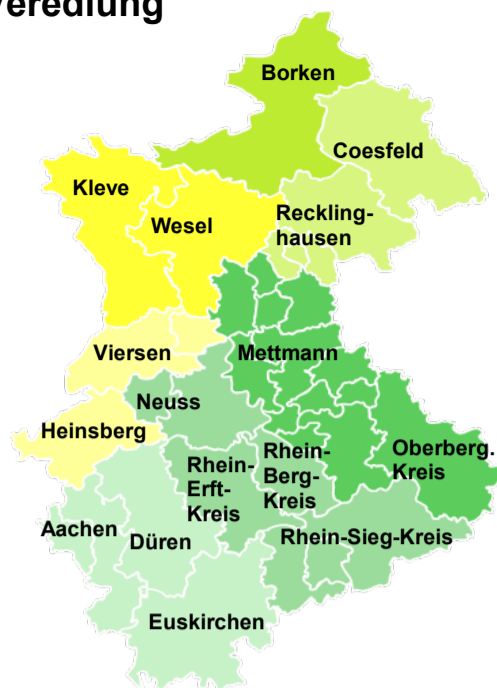 Veredlung
Borken
Coesfeld
Kleve
Wesel
Reckling-
hausen
Viersen
Mettmann
Neuss
Heinsberg
Rhein-
Erft-
Kreis
Rhein-
Berg-
Kreis
Oberberg.
Kreis
Aachen
Düren
Rhein-Sieg-Kreis
Euskirchen